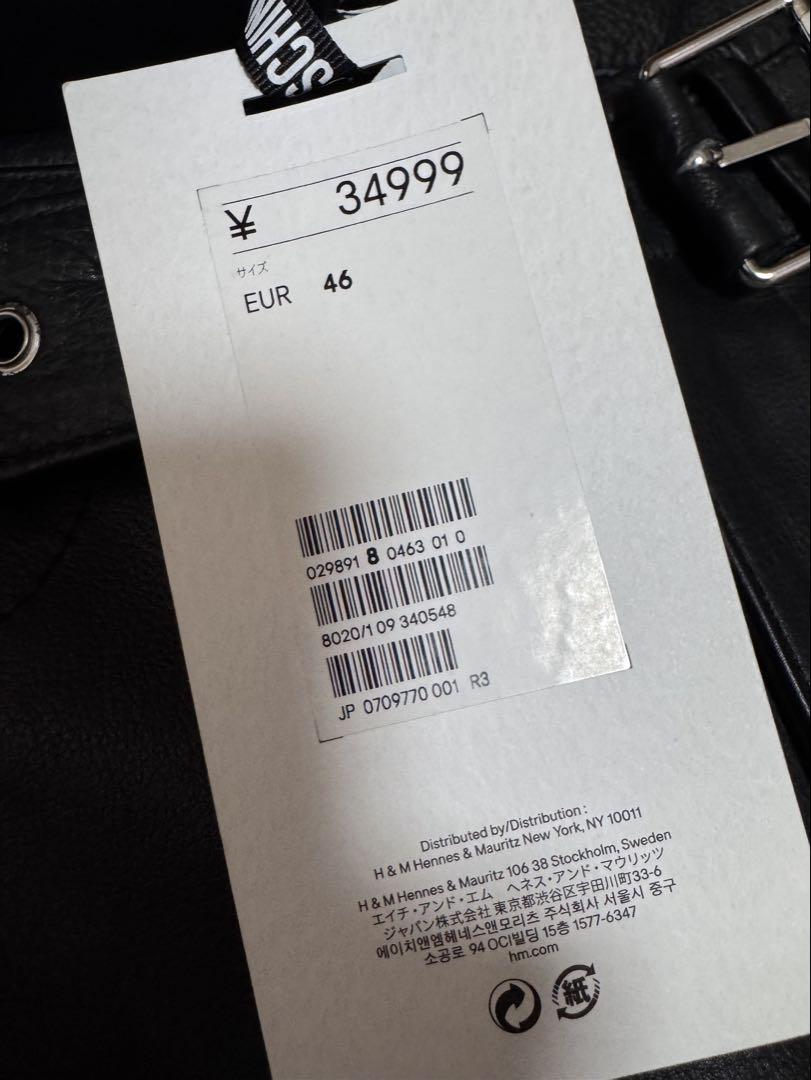 SCHIN
¥ 34999
サイズ
EUR 46
029891 8 0463 01 0
8020/1 09 340548
JP 0709770 001 R3
Distributed by/Distribution :
H & M Hennes & Mauritz New York, NY 10011
H & M Hennes & Mauritz 106 38 Stockholm, Sweden
エイチ・アンド・エム ヘネス・アンド・マウリッツ
ジャパン株式会社 東京都渋谷区宇田川町33-6
에이치앤엠헤네스앤모리츠 주식회사 서울시 중구
소공로 94 OCI빌딩 15층 1577-6347
hm.com
紙